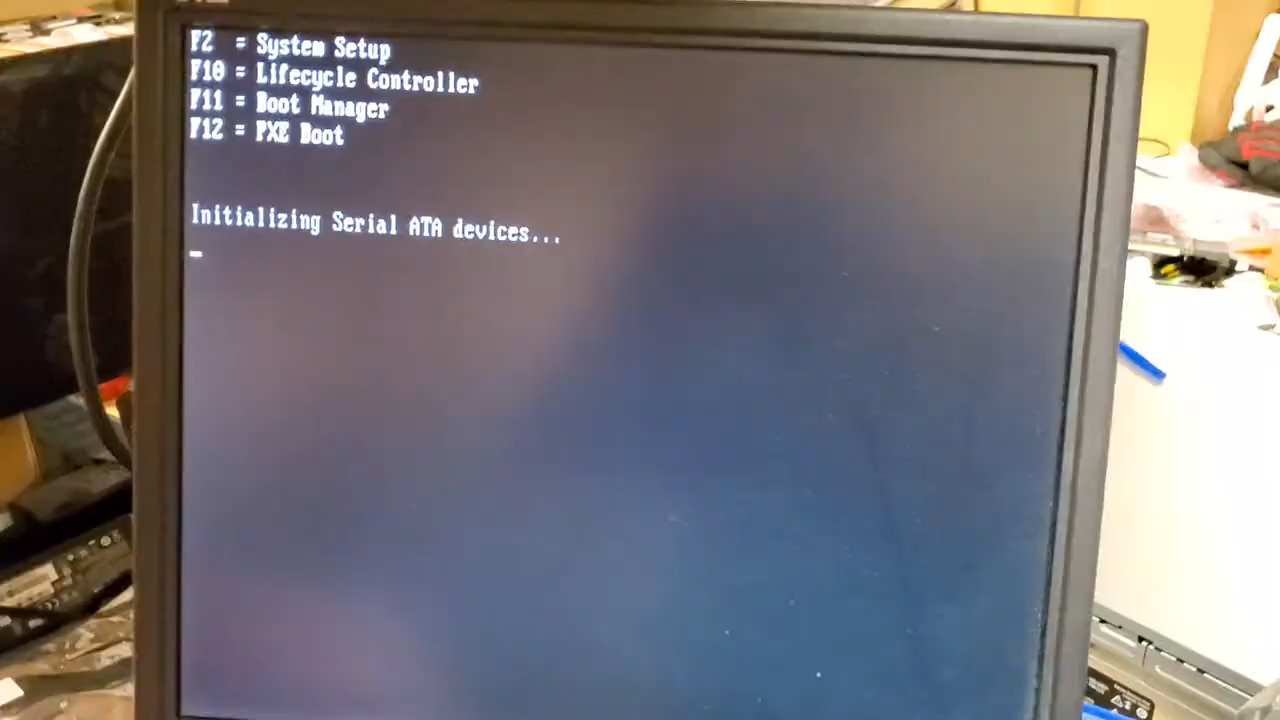 F2 = System Setup
F10 = Lifecycle Controller
F11 = Boot Manager
F12 = PXE Boot
Initializing Serial ATA devices...